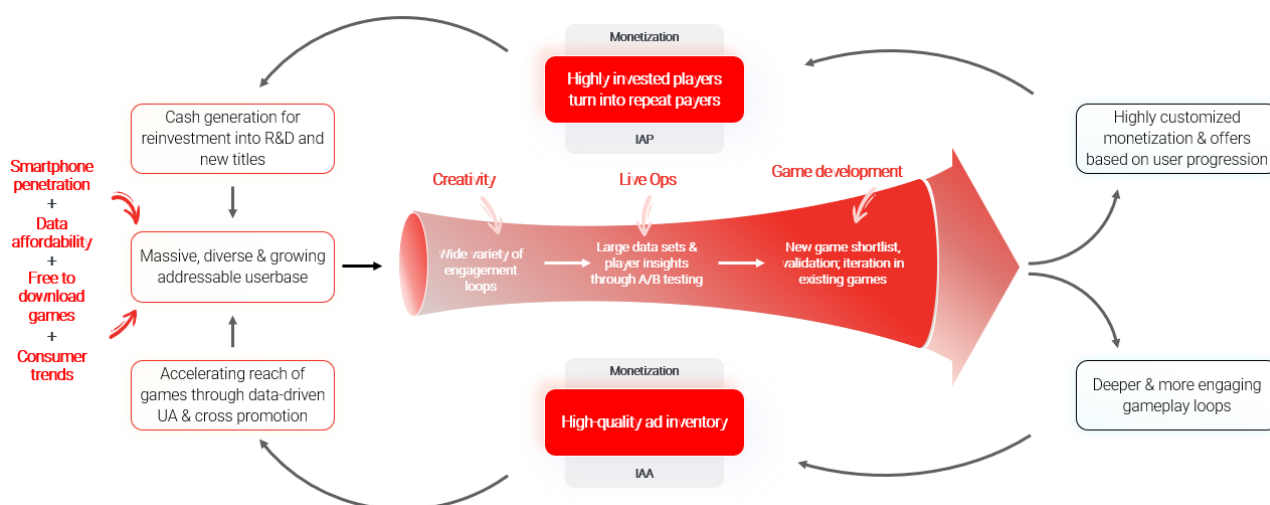 Monetization
Highly invested players
turn into repeat payers
IAP
Cash generation for
reinvestment into R&D and
new titles
Highly customized
monetization & offers
based on user progression
Smartphone
penetration
+
Data
affordability
+
Free to
download
games
+
Consumer
trends
Creativity
Live Ops
Game development
Massive, diverse & growing
addressable userbase
Wide variety of
engagement
loops
Large data sets &
player insights
through A/B testing
New game shortlist,
validation; iteration in
existing games
Accelerating reach of
games through data-driven
UA & cross promotion
Monetization
High-quality ad inventory
IAA
Deeper & more engaging
gameplay loops